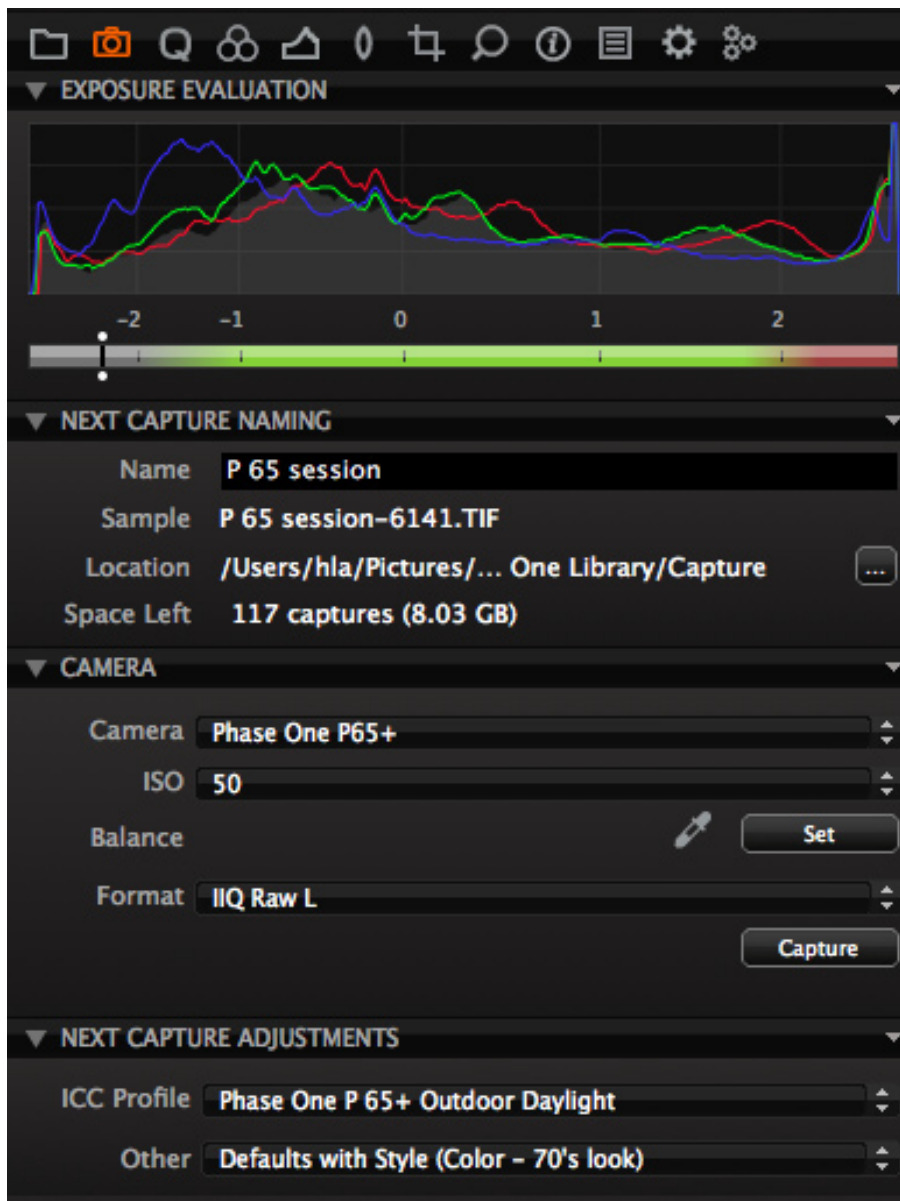 EXPOSURE EVALUATION
-2 -1 0 1 2
NEXT CAPTURE NAMING
Name P 65 session
Sample P 65 session-6141.TIF
Location /Users/hla/Pictures/... One Library/Capture ...
Space Left 117 captures (8.03 GB)
CAMERA
Camera Phase One P65+
ISO 50
Balance Set
Format IIQ Raw L
Capture
NEXT CAPTURE ADJUSTMENTS
ICC Profile Phase One P 65+ Outdoor Daylight
Other Defaults with Style (Color - 70's look)